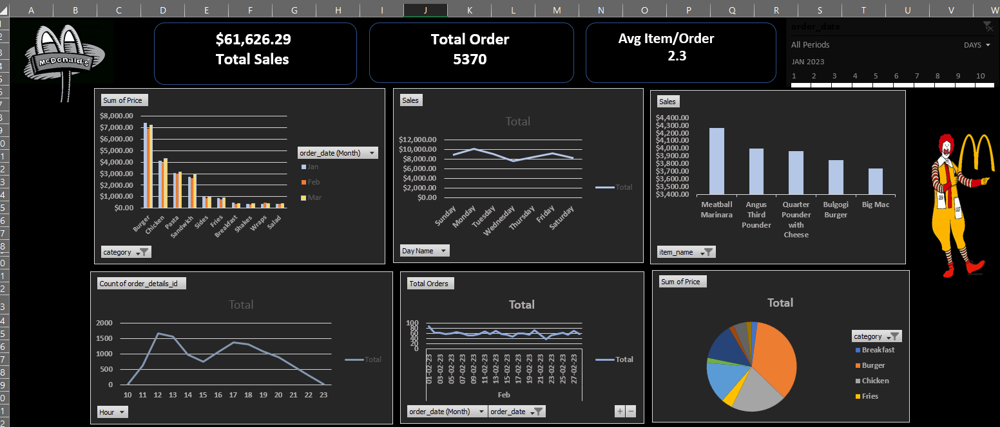 A B C D E F G H I J K L M N O P Q R S T U V W
McDonald's
$61,626.29
Total Sales
Total Order
5370
Avg Item/Order
2.3
order_date
All Periods
DAYS
JAN 2023
1 2 3 4 5 6 7 8 9 10
Sum of Price
$8,000.00
$7,000.00
$6,000.00
$5,000.00
$4,000.00
$3,000.00
$2,000.00
$1,000.00
$0.00
Burger
Chicken
Pasta
Sandwich
Sides
Fries
Breakfast
Shakes
Wraps
Salad
order_date (Month)
Jan
Feb
Mar
category
Sales
Total
$12,000.00
$10,000.00
$8,000.00
$6,000.00
$4,000.00
$2,000.00
$0.00
Sunday
Monday
Tuesday
Wednesday
Thursday
Friday
Saturday
Total
Day Name
Sales
$4,400.00
$4,300.00
$4,200.00
$4,100.00
$4,000.00
$3,900.00
$3,800.00
$3,700.00
$3,600.00
$3,500.00
$3,400.00
Meatball
Marinara
Angus
Third
Pounder
Quarter
Pounder
with
Cheese
Bulgogi
Burger
Big Mac
item_name
Count of order_details_id
Total
2000
1500
1000
500
0
10 11 12 13 14 15 16 17 18 19 20 21 22 23
Total
Hour
Total Orders
Total
100
80
60
40
20
0
01-02-23
03-02-23
05-02-23
07-02-23
09-02-23
11-02-23
13-02-23
15-02-23
17-02-23
19-02-23
21-02-23
23-02-23
25-02-23
27-02-23
Feb
Total
order_date (Month)
order_date
Sum of Price
Total
category
Breakfast
Burger
Chicken
Fries